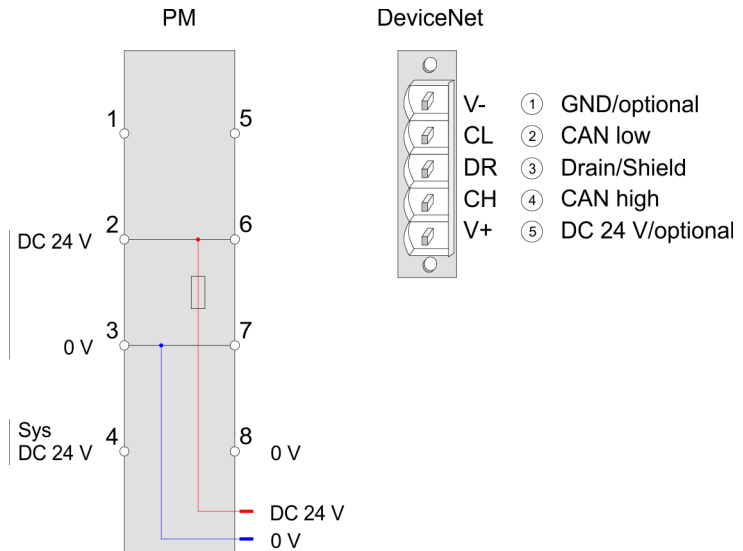 PM
1
5
2
6
DC 24 V
3
7
0 V
Sys
DC 24 V
4
8
0 V
DC 24 V
0 V
DeviceNet
V- ① GND/optional
CL ② CAN low
DR ③ Drain/Shield
CH ④ CAN high
V+ ⑤ DC 24 V/optional